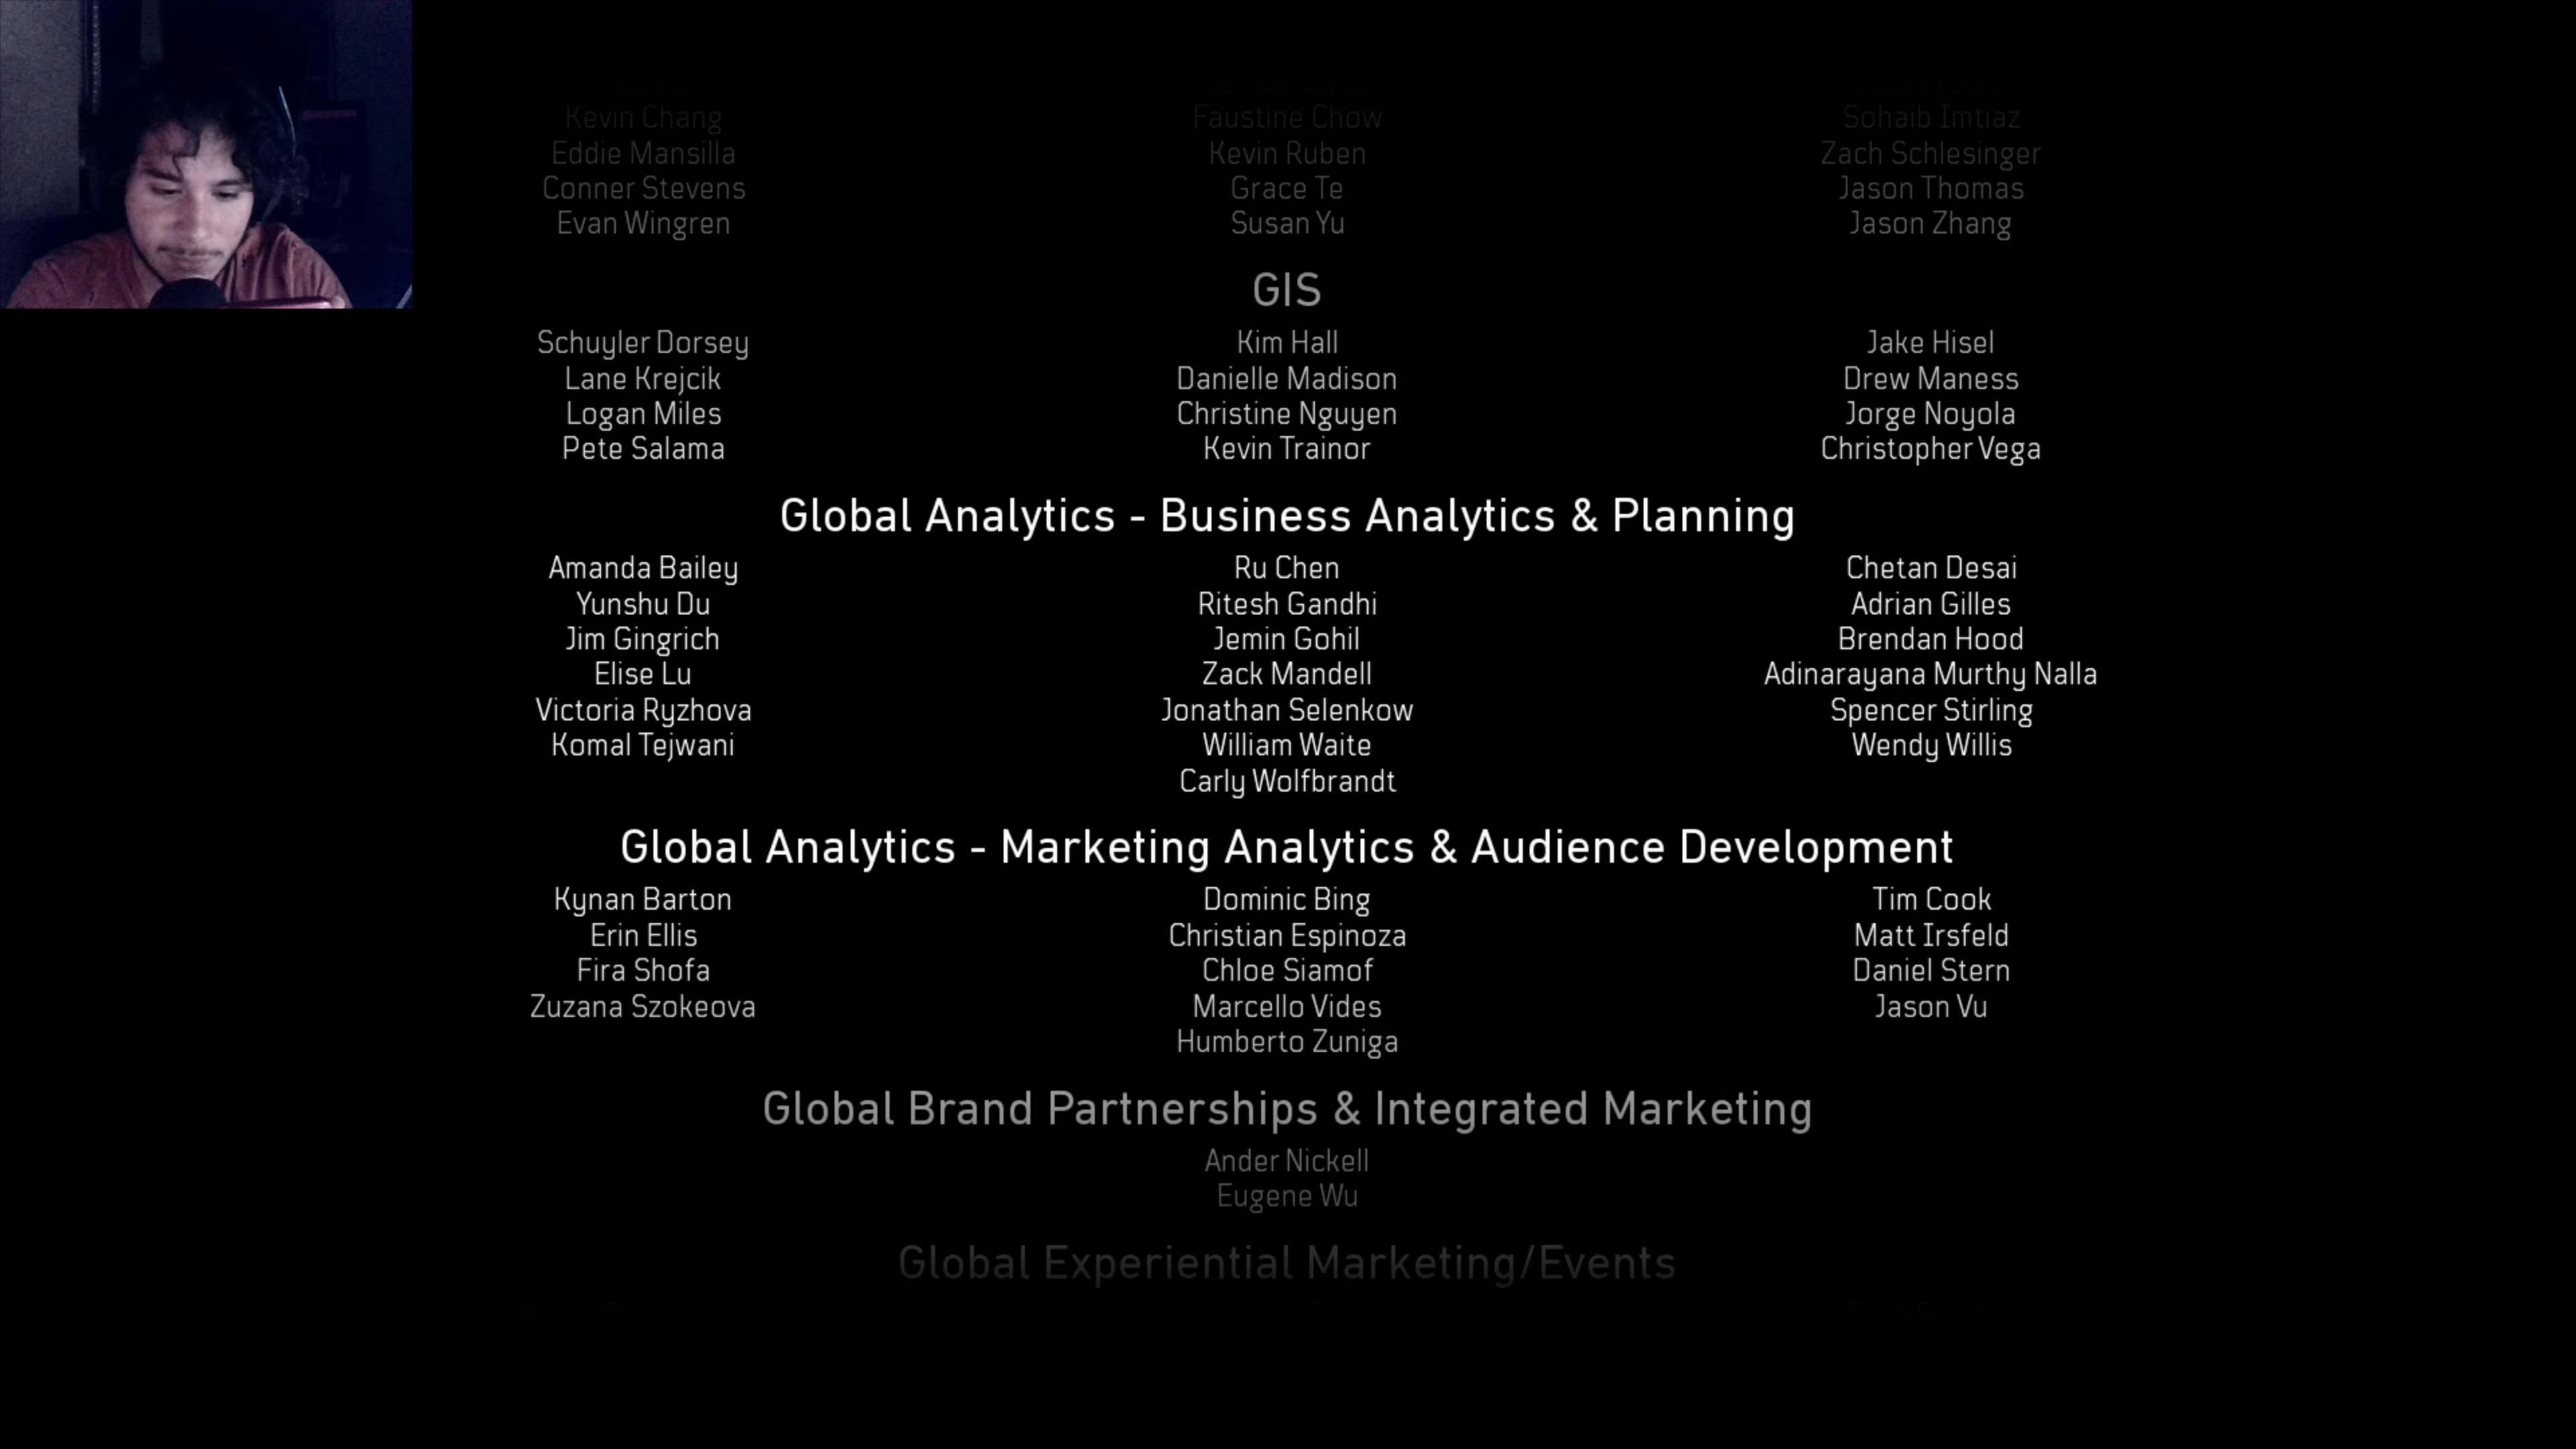 Kevin Chang Faustine Chow Sohaib Imtiaz
Eddie Mansilla Kevin Ruben Zach Schlesinger
Conner Stevens Grace Te Jason Thomas
Evan Wingren Susan Yu Jason Zhang
GIS
Schuyler Dorsey Kim Hall Jake Hisel
Lane Krejcik Danielle Madison Drew Maness
Logan Miles Christine Nguyen Jorge Noyola
Pete Salama Kevin Trainor Christopher Vega
Global Analytics - Business Analytics & Planning
Amanda Bailey Ru Chen Chetan Desai
Yunshu Du Ritesh Gandhi Adrian Gilles
Jim Gingrich Jemin Gohil Brendan Hood
Elise Lu Zack Mandell Adinarayana Murthy Nalla
Victoria Ryzhova Jonathan Selenkow Spencer Stirling
Komal Tejwani William Waite Wendy Willis
Carly Wolfbrandt
Global Analytics - Marketing Analytics & Audience Development
Kynan Barton Dominic Bing Tim Cook
Erin Ellis Christian Espinoza Matt Irsfeld
Fira Shofa Chloe Siamof Daniel Stern
Zuzana Szokeova Marcello Vides Jason Vu
Humberto Zuniga
Global Brand Partnerships & Integrated Marketing
Ander Nickell
Eugene Wu
Global Experiential Marketing/Events